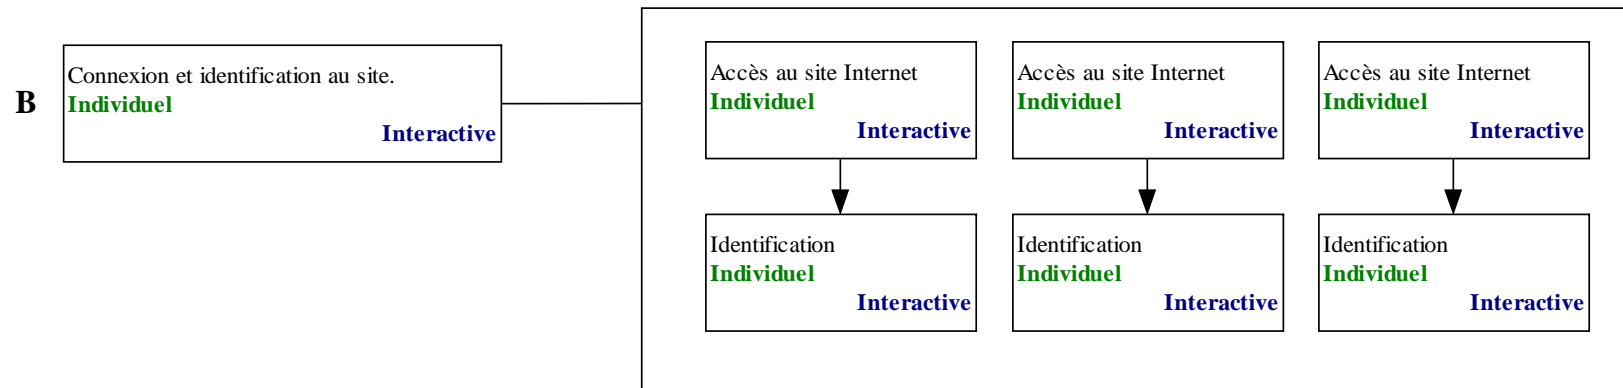 B
Connexion et identification au site.
Individuel
Interactive
Accès au site Internet
Individuel
Interactive
Accès au site Internet
Individuel
Interactive
Accès au site Internet
Individuel
Interactive
Identification
Individuel
Interactive
Identification
Individuel
Interactive
Identification
Individuel
Interactive